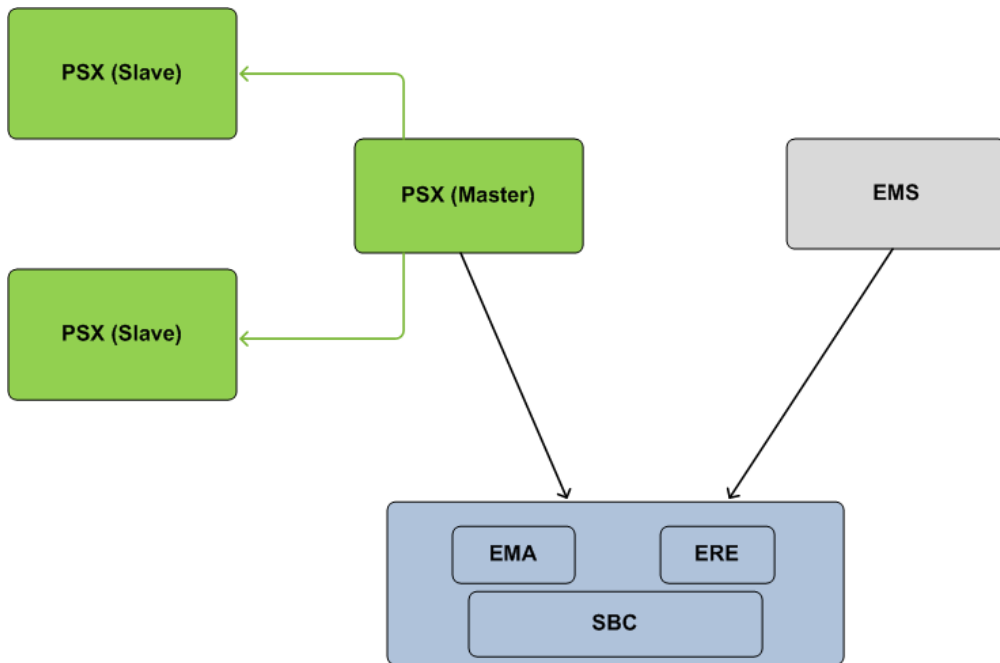 PSX (Slave)
PSX (Master)
EMS
PSX (Slave)
EMA
ERE
SBC